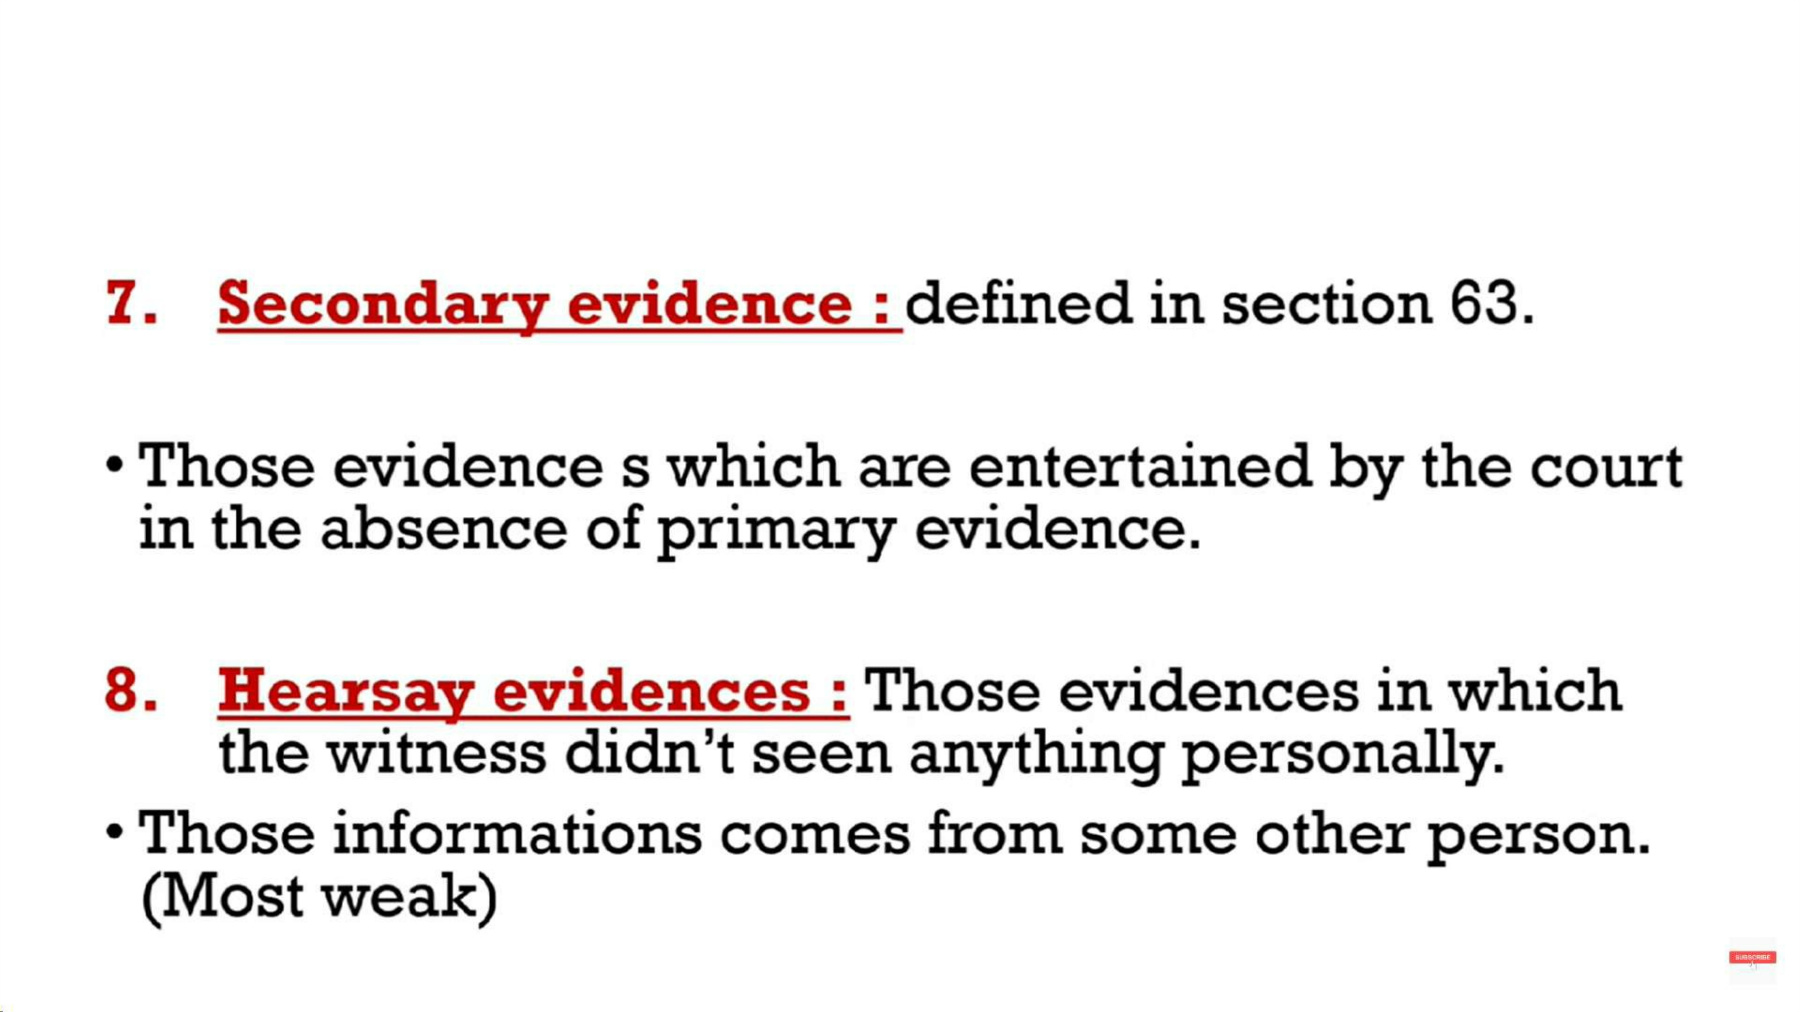 7. Secondary evidence : defined in section 63.
• Those evidence s which are entertained by the court
in the absence of primary evidence.
8. Hearsay evidences : Those evidences in which
the witness didn’t seen anything personally.
• Those informations comes from some other person.
(Most weak)
SUBSCRIBE